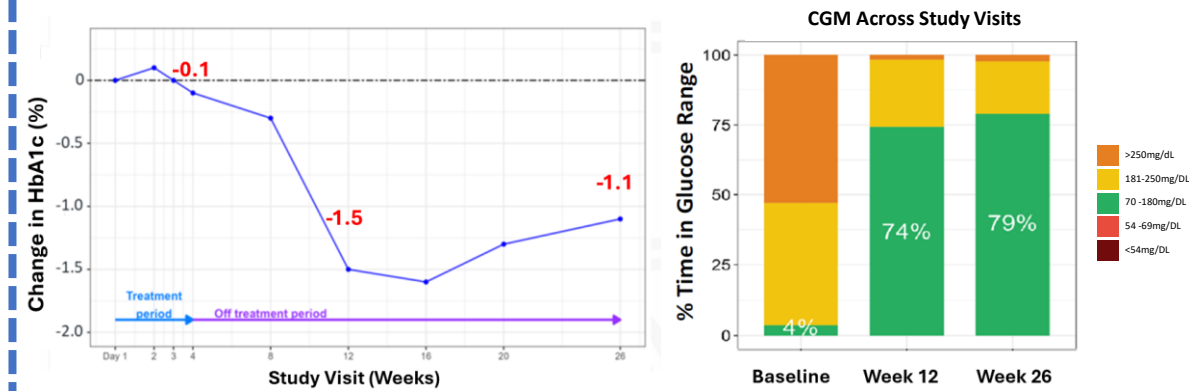 Change in HbA1c (%)
0
-0.5
-1.0
-1.5
-2.0
-0.1
-1.5
-1.1
Treatment
period
Off treatment period
Day 1 2 3 4 8 12 16 20 26
Study Visit (Weeks)
CGM Across Study Visits
% Time in Glucose Range
100
75
50
25
0
4%
74%
79%
Baseline Week 12 Week 26
>250mg/dL
181-250mg/DL
70 -180mg/DL
54 -69mg/DL
<54mg/DL